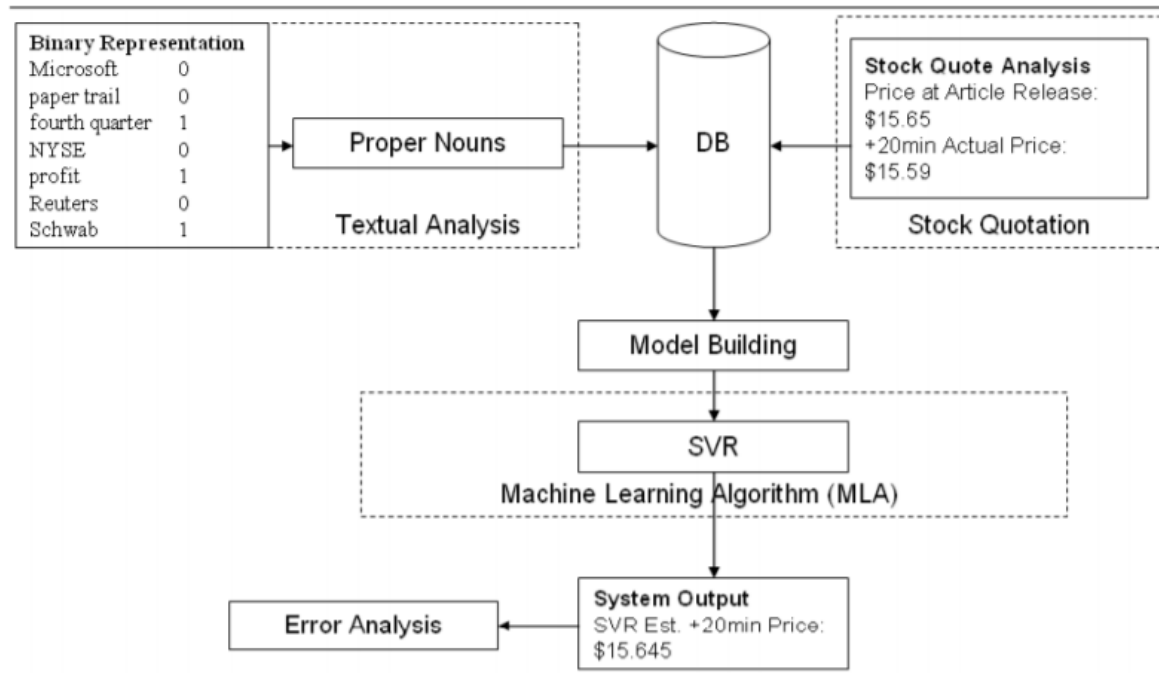 Binary Representation
Microsoft 0
paper trail 0
fourth quarter 1
NYSE 0
profit 1
Reuters 0
Schwab 1
Proper Nouns
Textual Analysis
DB
Stock Quote Analysis
Price at Article Release:
$15.65
+20min Actual Price:
$15.59
Stock Quotation
Model Building
SVR
Machine Learning Algorithm (MLA)
System Output
SVR Est. +20min Price:
$15.645
Error Analysis